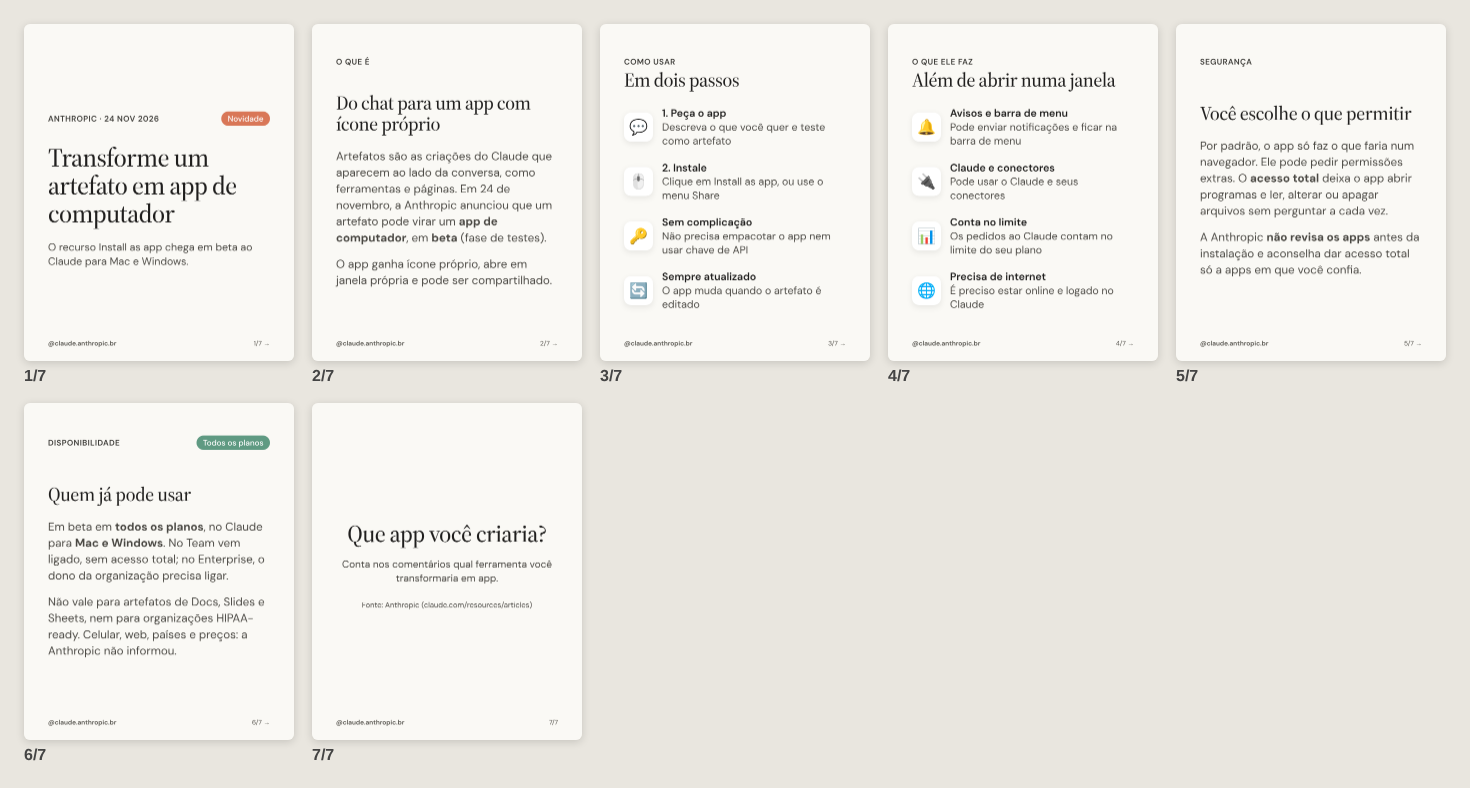 ANTHROPIC · 24 NOV 2026
Novidade
Transforme um
artefato em app de
computador
O recurso Install as app chega em beta ao
Claude para Mac e Windows.
@claude.anthropic.br
1/7 →
1/7
O QUE É
Do chat para um app com
ícone próprio
Artefatos são as criações do Claude que
aparecem ao lado da conversa, como
ferramentas e páginas. Em 24 de
novembro, a Anthropic anunciou que um
artefato pode virar um app de
computador, em beta (fase de testes).
O app ganha ícone próprio, abre em
janela própria e pode ser compartilhado.
@claude.anthropic.br
2/7 →
2/7
COMO USAR
Em dois passos
1. Peça o app
Descreva o que você quer e teste
como artefato
2. Instale
Clique em Install as app, ou use o
menu Share
Sem complicação
Não precisa empacotar o app nem
usar chave de API
Sempre atualizado
O app muda quando o artefato é
editado
@claude.anthropic.br
3/7 →
3/7
O QUE ELE FAZ
Além de abrir numa janela
Avisos e barra de menu
Pode enviar notificações e ficar na
barra de menu
Claude e conectores
Pode usar o Claude e seus
conectores
Conta no limite
Os pedidos ao Claude contam no
limite do seu plano
Precisa de internet
É preciso estar online e logado no
Claude
@claude.anthropic.br
4/7 →
4/7
SEGURANÇA
Você escolhe o que permitir
Por padrão, o app só faz o que faria num
navegador. Ele pode pedir permissões
extras. O acesso total deixa o app abrir
programas e ler, alterar ou apagar
arquivos sem perguntar a cada vez.
A Anthropic não revisa os apps antes da
instalação e aconselha dar acesso total
só a apps em que você confia.
@claude.anthropic.br
5/7 →
5/7
DISPONIBILIDADE
Todos os planos
Quem já pode usar
Em beta em todos os planos, no Claude
para Mac e Windows. No Team vem
ligado, sem acesso total; no Enterprise, o
dono da organização precisa ligar.
Não vale para artefatos de Docs, Slides e
Sheets, nem para organizações HIPAA-
ready. Celular, web, países e preços: a
Anthropic não informou.
@claude.anthropic.br
6/7 →
6/7
Que app você criaria?
Conta nos comentários qual ferramenta você
transformaria em app.
Fonte: Anthropic (claude.com/resources/articles)
@claude.anthropic.br
7/7
7/7